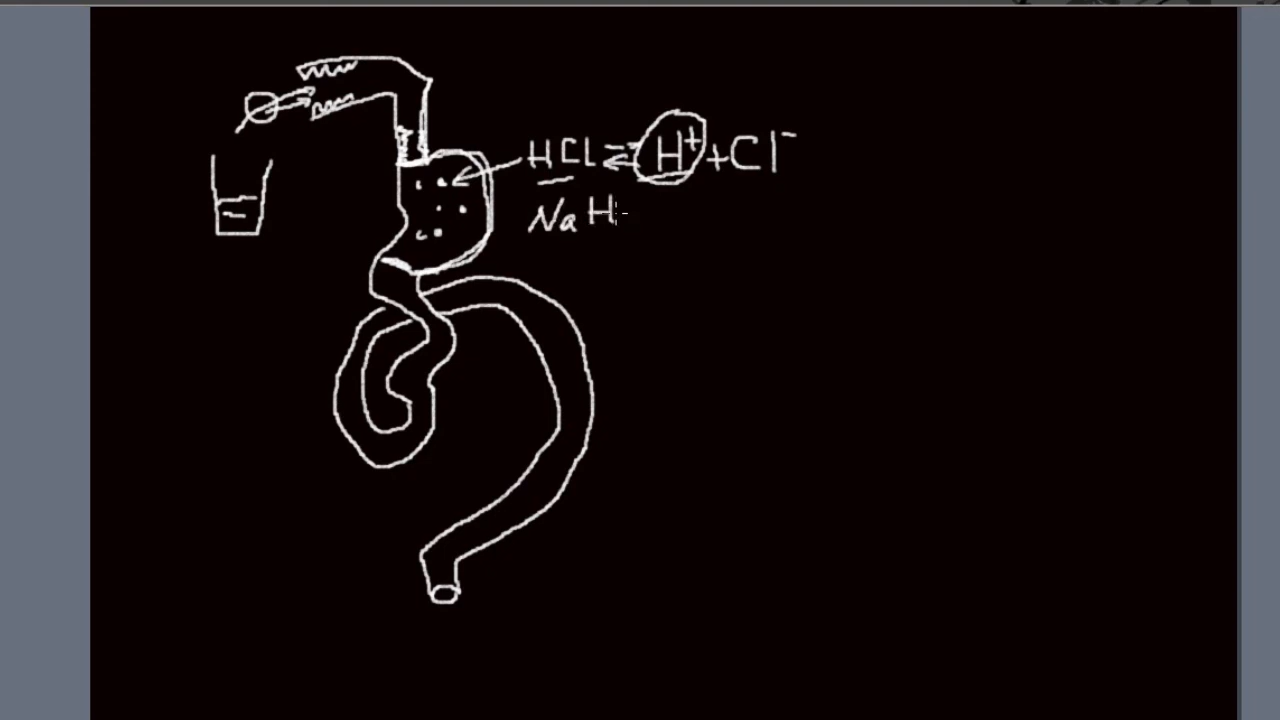 HCl ⇌ H⁺ + Cl⁻
NaH